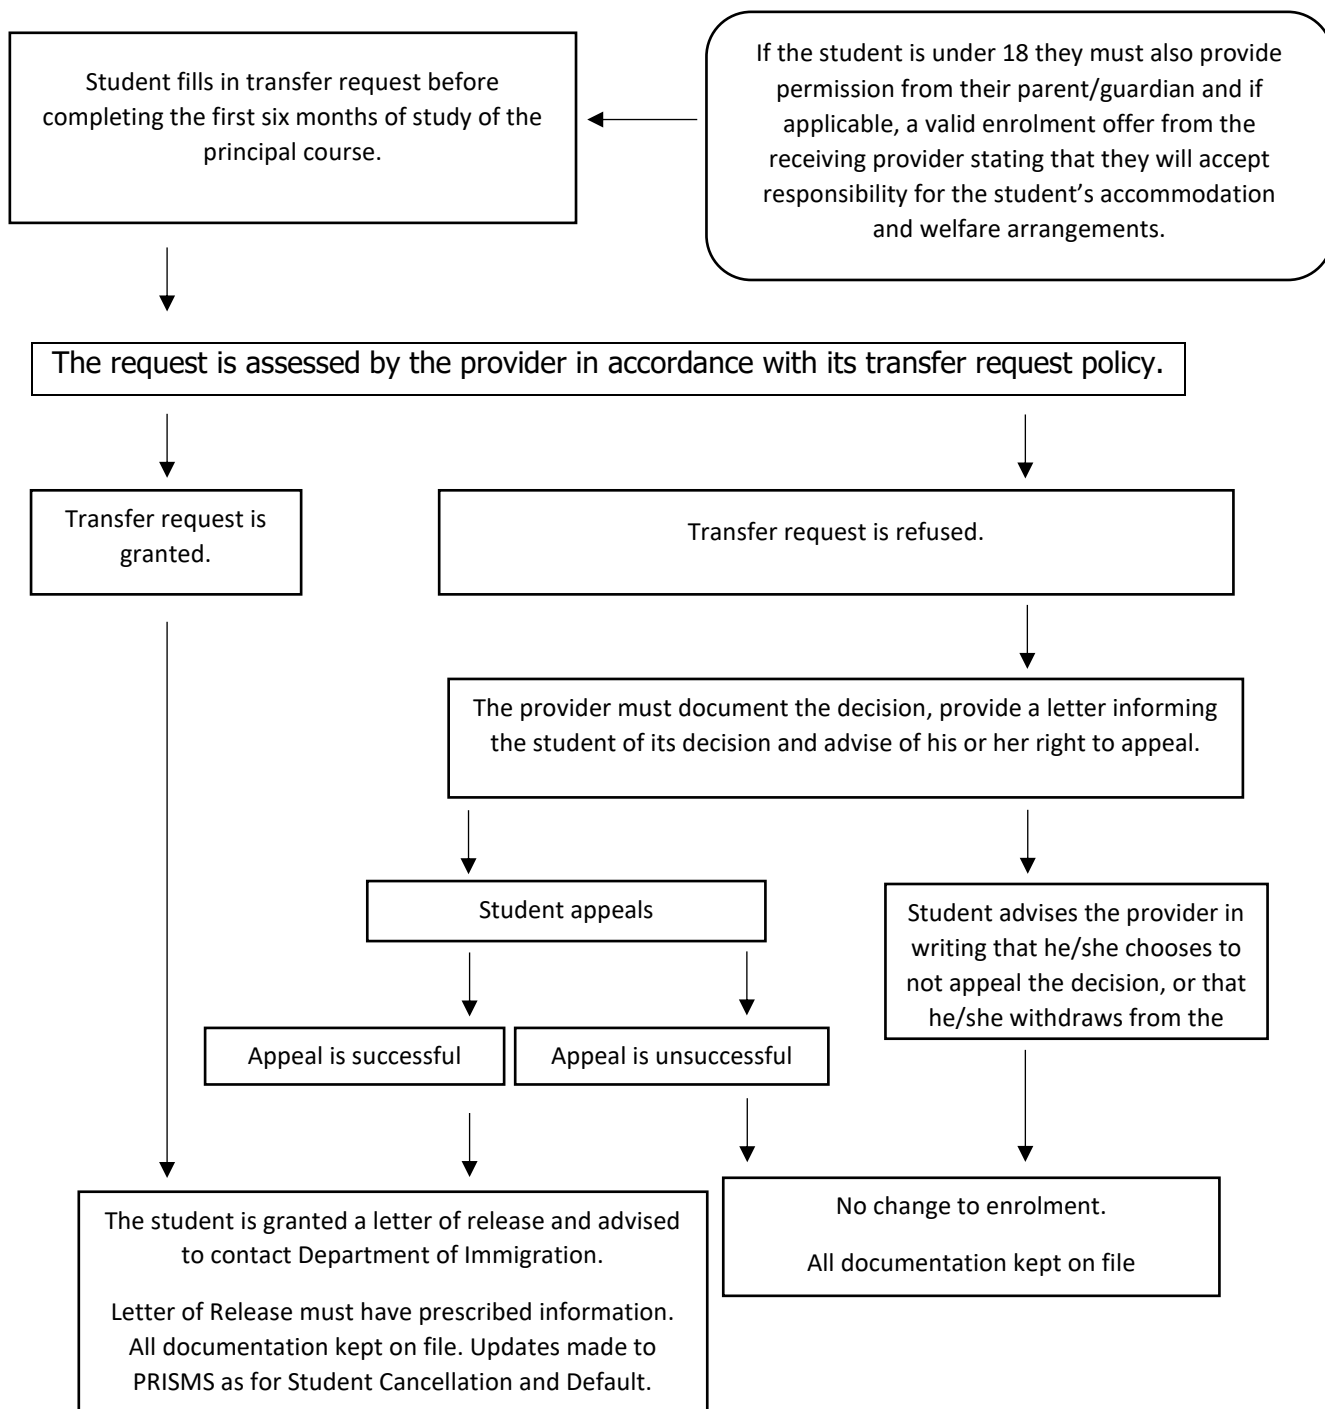 Student fills in transfer request before
completing the first six months of study of the
principal course.
If the student is under 18 they must also provide
permission from their parent/guardian and if
applicable, a valid enrolment offer from the
receiving provider stating that they will accept
responsibility for the student’s accommodation
and welfare arrangements.
The request is assessed by the provider in accordance with its transfer request policy.
Transfer request is
granted.
Transfer request is refused.
The provider must document the decision, provide a letter informing
the student of its decision and advise of his or her right to appeal.
Student appeals
Student advises the provider in
writing that he/she chooses to
not appeal the decision, or that
he/she withdraws from the
Appeal is successful
Appeal is unsuccessful
The student is granted a letter of release and advised
to contact Department of Immigration.
Letter of Release must have prescribed information.
All documentation kept on file. Updates made to
PRISMS as for Student Cancellation and Default.
No change to enrolment.
All documentation kept on file